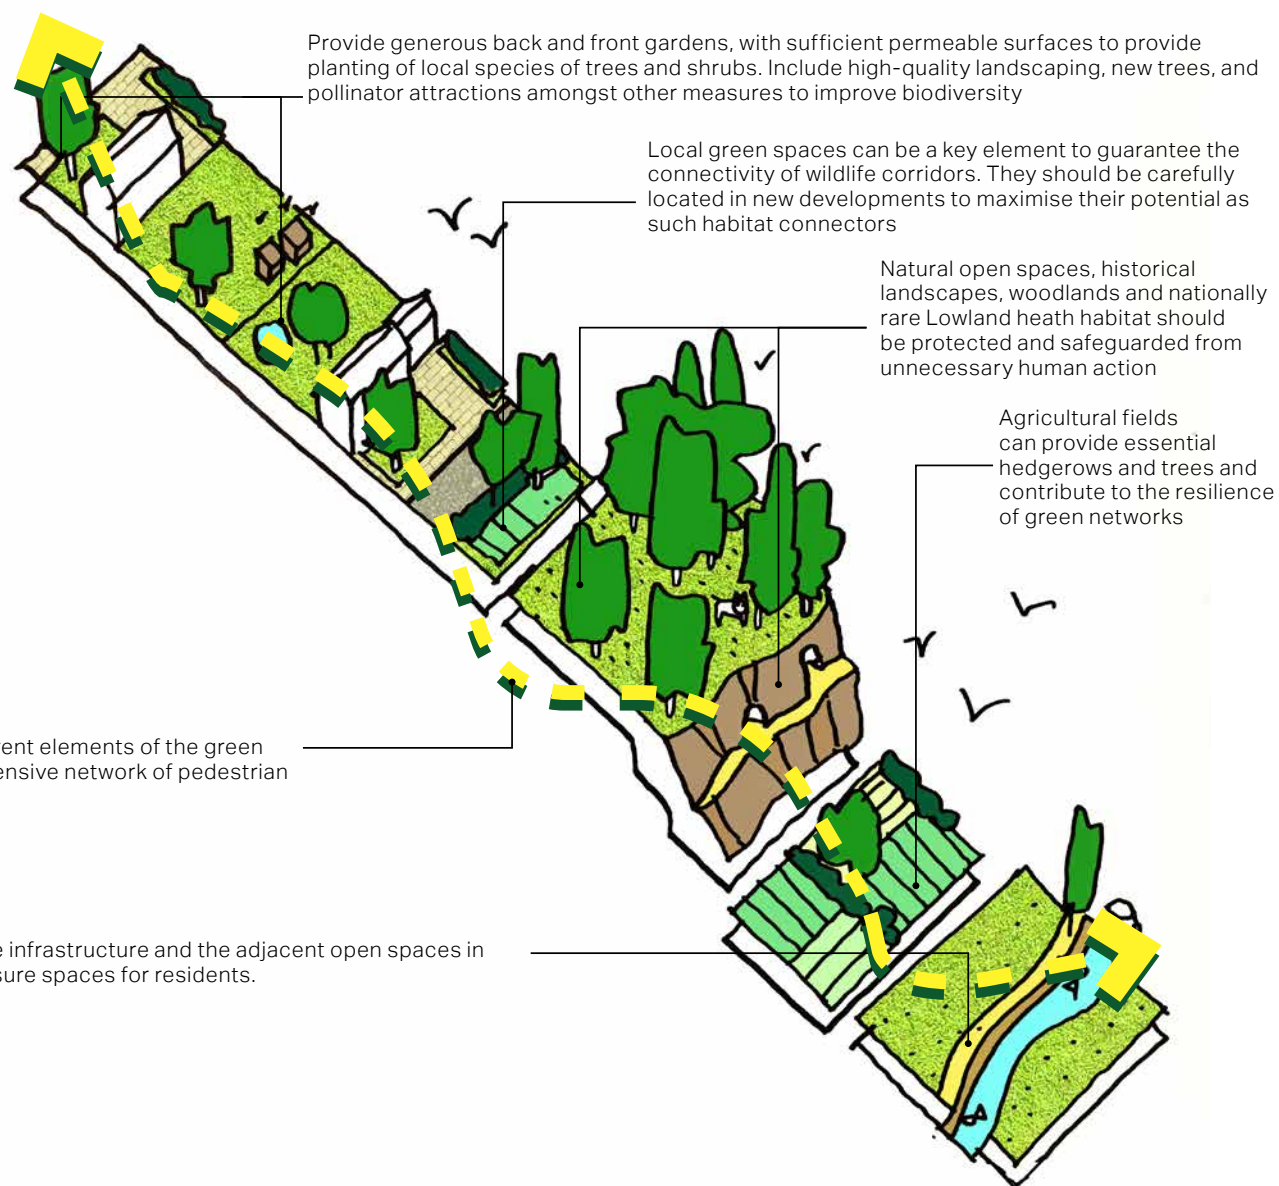 Provide generous back and front gardens, with sufficient permeable surfaces to provide
planting of local species of trees and shrubs. Include high-quality landscaping, new trees, and
pollinator attractions amongst other measures to improve biodiversity
Local green spaces can be a key element to guarantee the
connectivity of wildlife corridors. They should be carefully
located in new developments to maximise their potential as
such habitat connectors
Natural open spaces, historical
landscapes, woodlands and nationally
rare Lowland heath habitat should
be protected and safeguarded from
unnecessary human action
Agricultural fields
can provide essential
hedgerows and trees and
contribute to the resilience
of green networks
elements of the green
network of pedestrian
infrastructure and the adjacent open spaces in
spaces for residents.